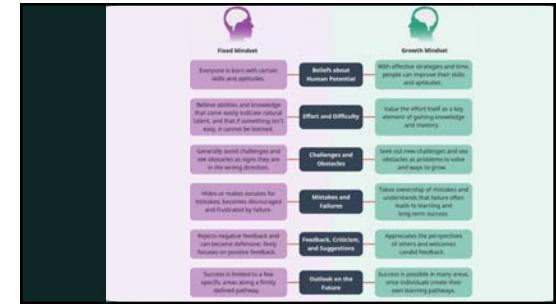 Fixed Mindset
Growth Mindset
Everyone is born with certain
skills and aptitudes.
Beliefs about
Human Potential
With effective strategies and time,
people can improve their skills
and aptitudes.
Believe abilities and knowledge
that come easily indicate natural
talent, and that if something isn't
easy, it cannot be learned.
Effort and Difficulty
Value the effort itself as a key
element of gaining knowledge
and mastery.
Generally avoid challenges and
see obstacles as signs they are
in the wrong direction.
Challenges and
Obstacles
Seek out new challenges and see
obstacles as problems to solve
and ways to grow.
Hides or makes excuses for
mistakes; becomes discouraged
and frustrated by failure.
Mistakes and
Failures
Takes ownership of mistakes and
understands that failure often
leads to learning and
long-term success.
Rejects negative feedback and
can become defensive; likely
focuses on positive feedback.
Feedback, Criticism,
and Suggestions
Appreciates the perspectives
of others and welcomes
candid feedback.
Success is limited to a few
specific areas along a firmly
defined pathway.
Outlook on the
Future
Success is possible in many areas,
once individuals create their
own learning pathways.